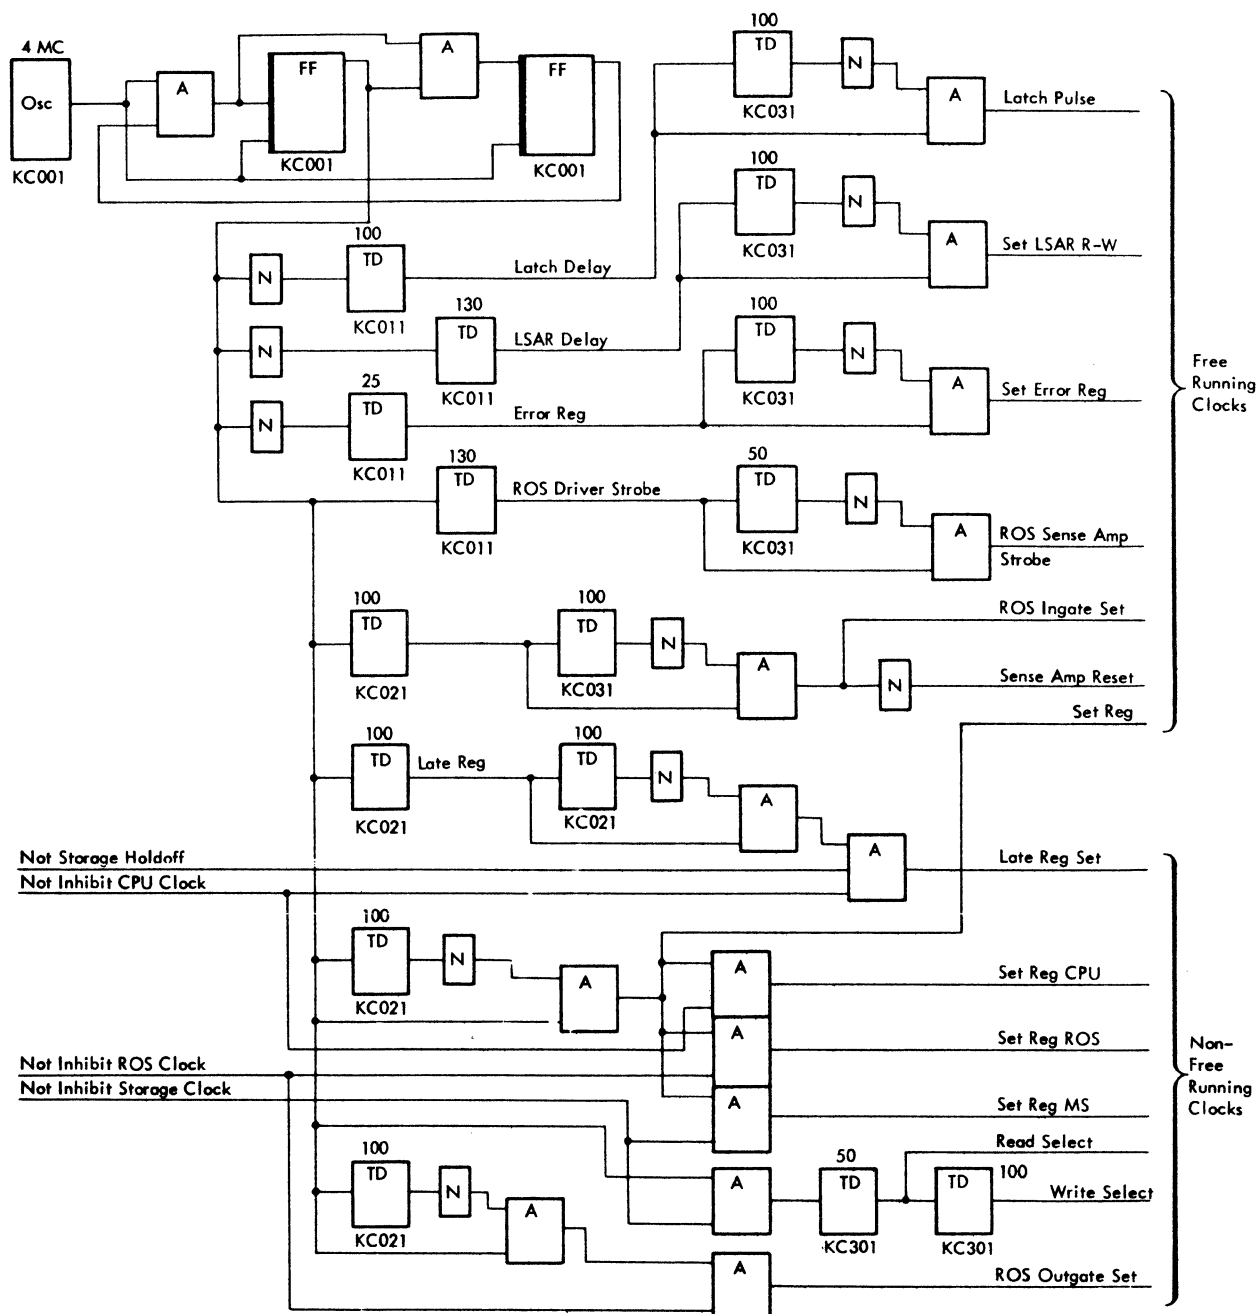 4 MC
Osc
KC001
A
FF
KC001
A
FF
KC001
100
TD
KC031
N
A
Latch Pulse
100
TD
KC031
N
A
Set LSAR R-W
N
100
TD
KC011
Latch Delay
N
130
TD
KC011
LSAR Delay
100
TD
KC031
N
A
Set Error Reg
Free
Running
Clocks
N
25
TD
KC011
Error Reg
130
TD
KC011
ROS Driver Strobe
50
TD
KC031
N
A
ROS Sense Amp
Strobe
100
TD
KC021
100
TD
KC031
N
A
ROS Ingate Set
N
Sense Amp Reset
Set Reg
100
TD
KC021
Late Reg
100
TD
KC021
N
A
A
Late Reg Set
Not Storage Holdoff
Not Inhibit CPU Clock
100
TD
KC021
N
A
A
Set Reg CPU
A
Set Reg ROS
Not Inhibit ROS Clock
Not Inhibit Storage Clock
A
Set Reg MS
Non-
Free
Running
Clocks
Read Select
100
TD
KC021
N
A
A
50
TD
KC301
TD
100
KC301
Write Select
A
ROS Outgate Set